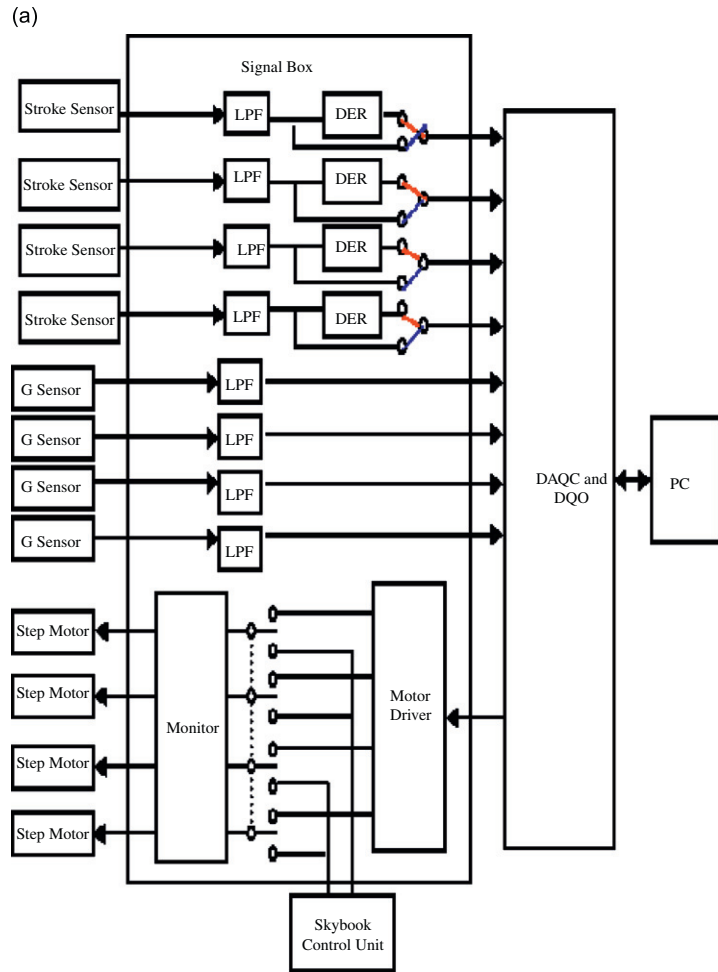 (a)
Signal Box
Stroke Sensor
LPF
DER
Stroke Sensor
LPF
DER
Stroke Sensor
LPF
DER
Stroke Sensor
LPF
DER
G Sensor
LPF
G Sensor
LPF
G Sensor
LPF
G Sensor
LPF
DAQC and
DQO
PC
Step Motor
Step Motor
Step Motor
Step Motor
Monitor
Motor
Driver
Skybook
Control Unit